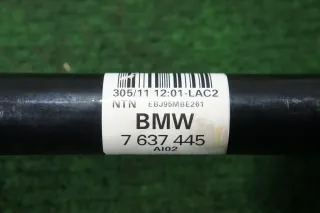 305/11 12:01-LAC2
NTN EBJ95MBE261
BMW
7 637 445
AI02